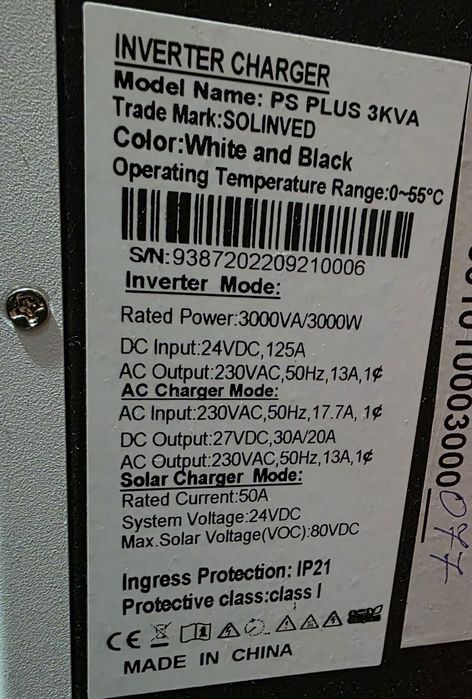 INVERTER CHARGER
Model Name: PS PLUS 3KVA
Trade Mark:SOLINVED
Color:White and Black
Operating Temperature Range:0~55°C
S/N:9387202209210006
Inverter Mode:
Rated Power:3000VA/3000W
DC Input:24VDC,125A
AC Output:230VAC,50Hz,13A,1¢
AC Charger Mode:
AC Input:230VAC,50Hz,17.7A, 1¢
DC Output:27VDC,30A/20A
AC Output:230VAC,50Hz,13A,1¢
Solar Charger Mode:
Rated Current:50A
System Voltage:24VDC
Max.Solar Voltage(VOC):80VDC
Ingress Protection: IP21
Protective class:class I
CE
MADE IN CHINA